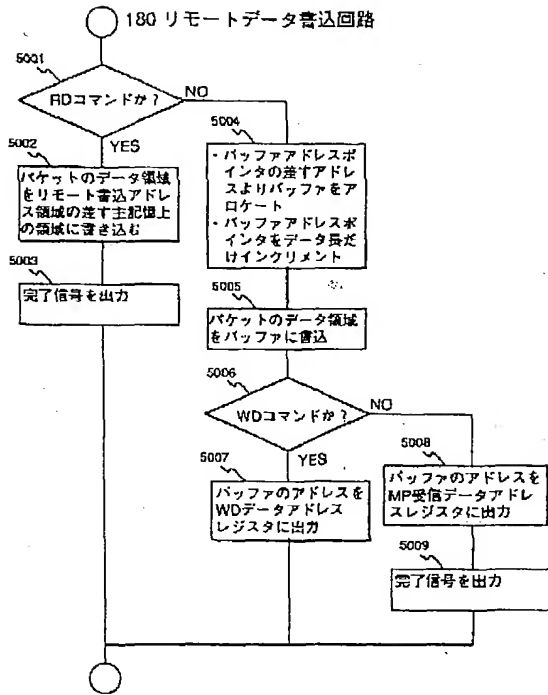 180 リモートデータ書込回路
5001
RDコマンドか?
NO
YES
5002
パケットのデータ領域
をリモート書込アドレ
ス領域の差す主記憶上
の領域に書き込む
5003
完了信号を出力
5004
・バッファアドレスポ
インタの差すアドレ
スよりバッファをア
ロケート
・バッファアドレスポ
インタをデータ長だ
けインクリメント
5005
パケットのデータ領域
をバッファに書込
5006
WDコマンドか?
NO
YES
5007
バッファのアドレスを
WDデータアドレス
レジスタに出力
5008
バッファのアドレスを
MP受信データアドレ
スレジスタに出力
5009
完了信号を出力